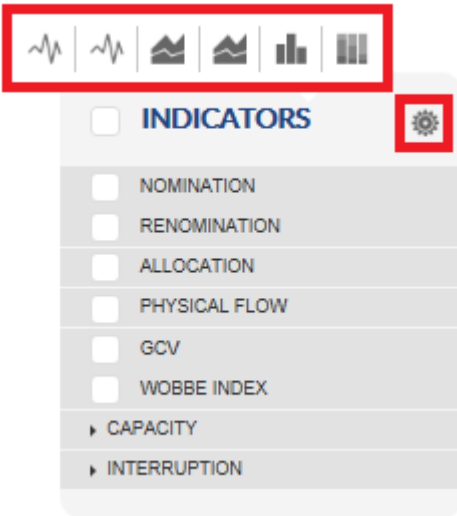 INDICATORS
NOMINATION
RENOMINATION
ALLOCATION
PHYSICAL FLOW
GCV
WOBBE INDEX
CAPACITY
INTERRUPTION